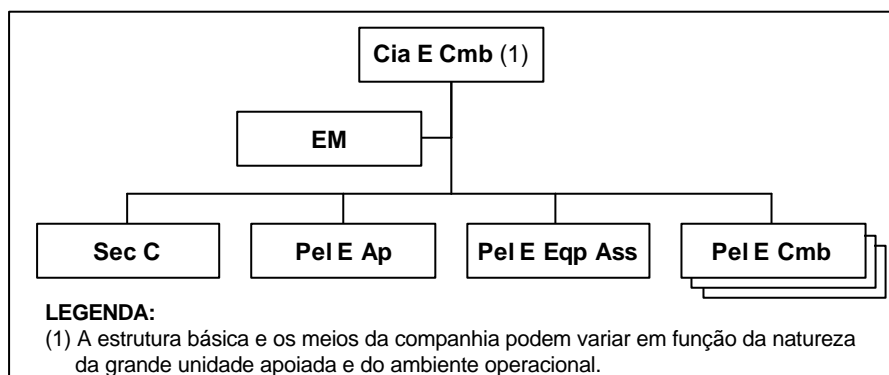 Cia E Cmb (1)
EM
Sec C
Pel E Ap
Pel E Eqp Ass
Pel E Cmb
LEGENDA:
(1) A estrutura básica e os meios da companhia podem variar em função da natureza
da grande unidade apoiada e do ambiente operacional.